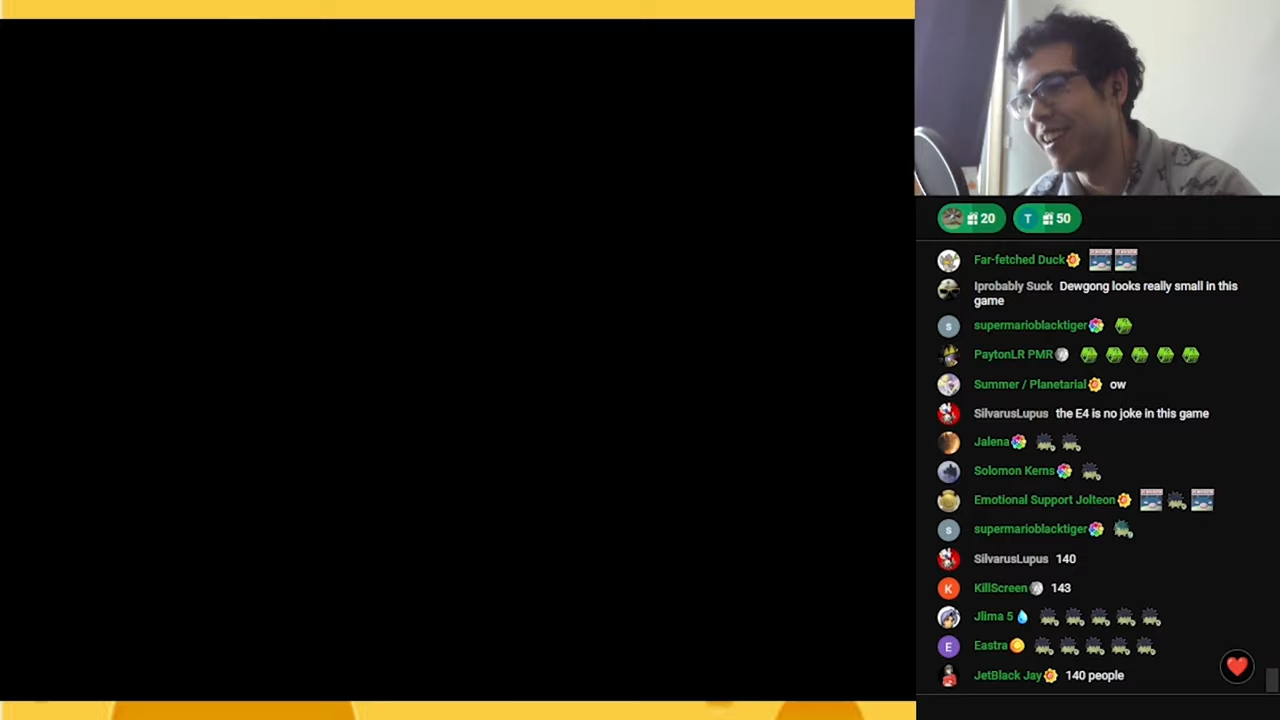 20
T 50
Far-fetched Duck
Iprobably Suck Dewgong looks really small in this
game
s supermarioblacktiger
PaytonLR PMR
Summer / Planetarial ow
SilvarusLupus the E4 is no joke in this game
Jalena
Solomon Kerns
Emotional Support Jolteon
s supermarioblacktiger
SilvarusLupus 140
K KillScreen 143
Jlima 5
E Eastra
JetBlack Jay 140 people